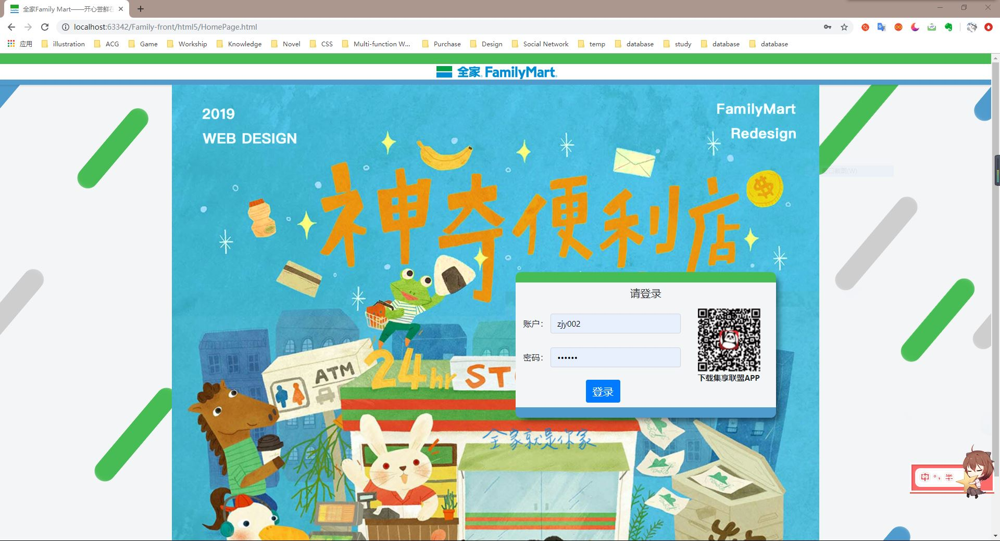 全家Family Mart——开心尝鲜在
localhost:63342/Family-front/html5/HomePage.html
应用 illustration ACG Game Workship Knowledge Novel CSS Multi-function W... Purchase Design Social Network temp database study database database
全家 FamilyMart
2019
WEB DESIGN
FamilyMart
Redesign
神奇便利店
请登录
账户： zjy002
密码： ••••••
登录
下载集享联盟APP
ATM
24hr ST
全家就是你家
口截图(W)
中 °, 半